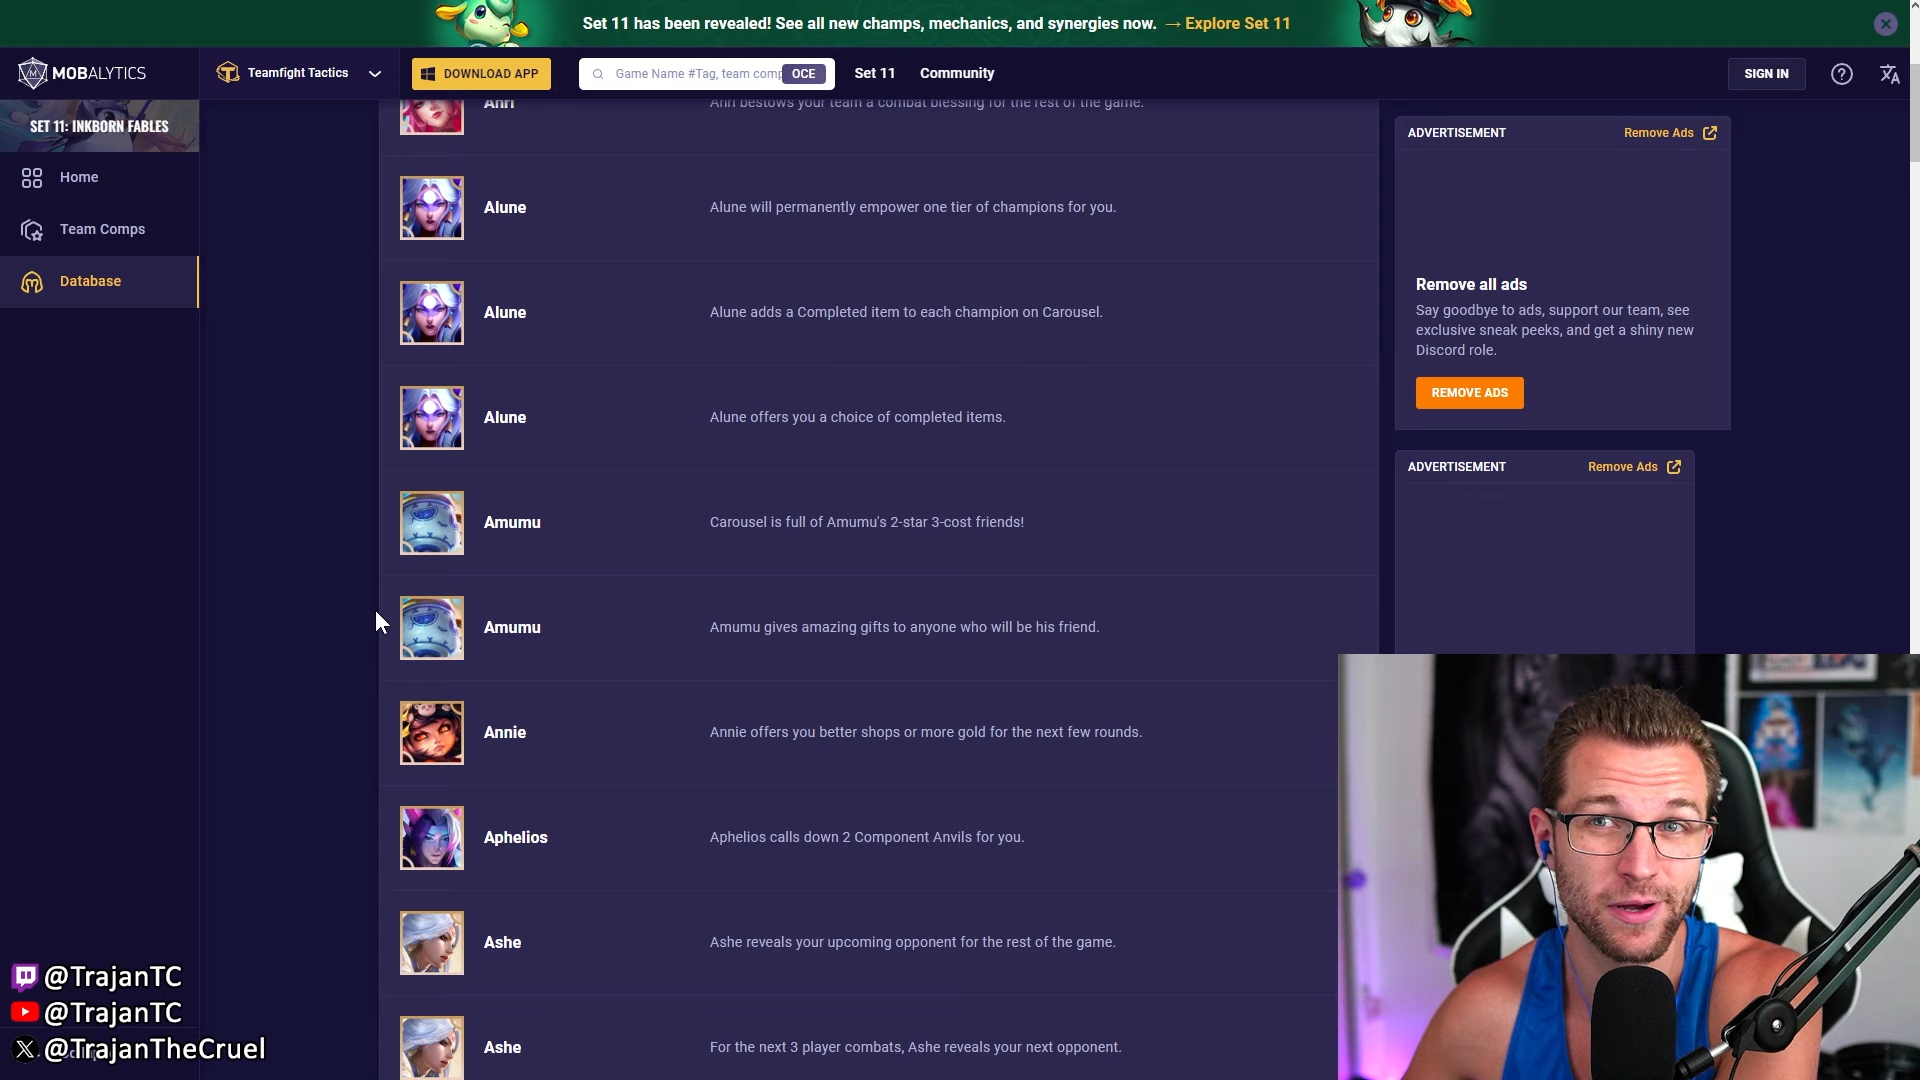 Set 11 has been revealed! See all new champs, mechanics, and synergies now. → Explore Set 11
MOBALYTICS
Teamfight Tactics
DOWNLOAD APP
Game Name #Tag, team comp
OCE
Set 11
Community
SIGN IN
SET 11: INKBORN FABLES
Home
Team Comps
Database
Ahri
Ahri bestows your team a combat blessing for the rest of the game.
Alune
Alune will permanently empower one tier of champions for you.
Alune
Alune adds a Completed item to each champion on Carousel.
Alune
Alune offers you a choice of completed items.
Amumu
Carousel is full of Amumu's 2-star 3-cost friends!
Amumu
Amumu gives amazing gifts to anyone who will be his friend.
Annie
Annie offers you better shops or more gold for the next few rounds.
Aphelios
Aphelios calls down 2 Component Anvils for you.
Ashe
Ashe reveals your upcoming opponent for the rest of the game.
Ashe
For the next 3 player combats, Ashe reveals your next opponent.
ADVERTISEMENT
Remove Ads
Remove all ads
Say goodbye to ads, support our team, see
exclusive sneak peeks, and get a shiny new
Discord role.
REMOVE ADS
ADVERTISEMENT
Remove Ads
@TrajanTC
@TrajanTC
@TrajanTheCruel